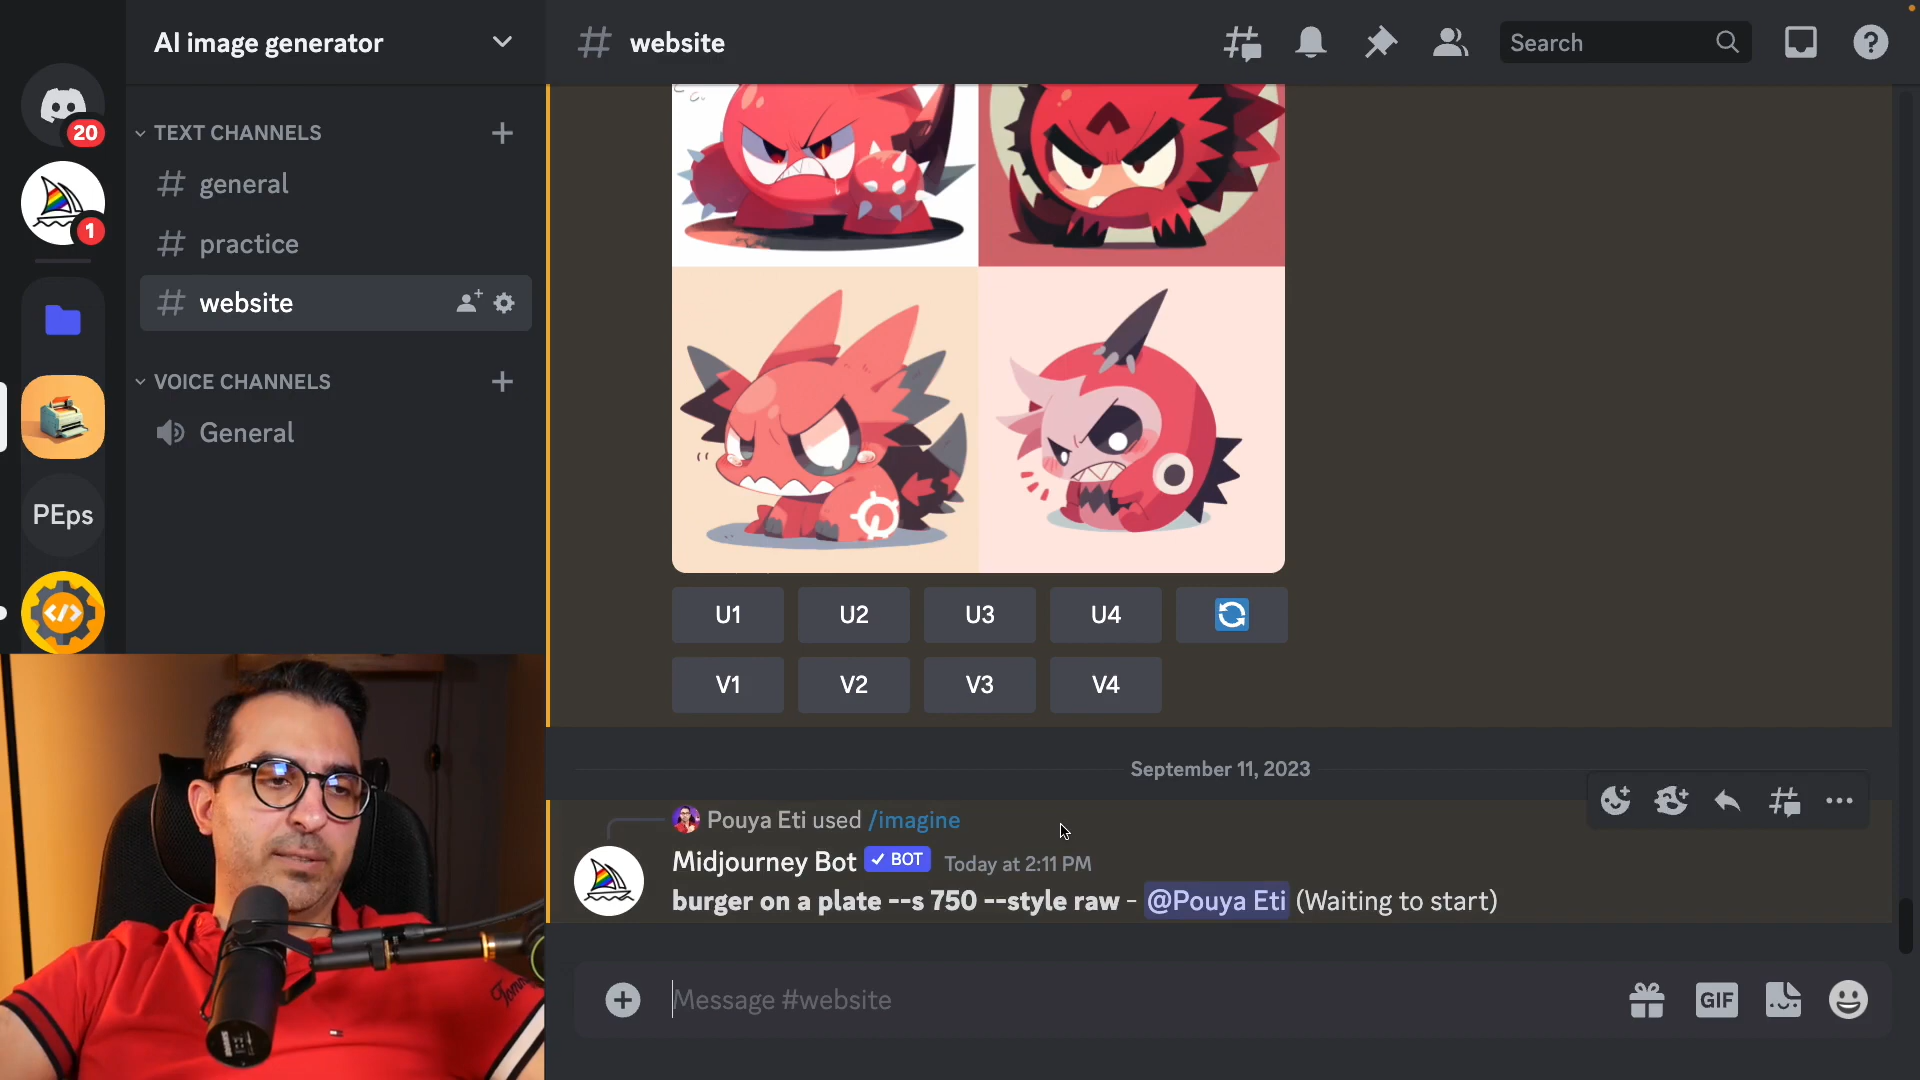 AI image generator
website
Search
20
TEXT CHANNELS
general
1
practice
website
VOICE CHANNELS
General
PEps
U1 U2 U3 U4
V1 V2 V3 V4
September 11, 2023
Pouya Eti used /imagine
Midjourney Bot ✓ BOT Today at 2:11 PM
burger on a plate --s 750 --style raw - @Pouya Eti (Waiting to start)
Message #website
GIF